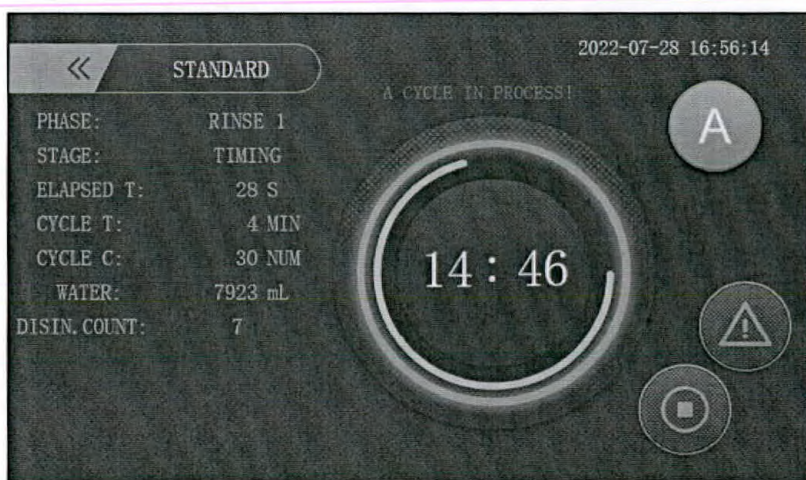 STANDARD
2022-07-28 16:56:14
A CYCLE IN PROCESS!
A
PHASE: RINSE 1
STAGE: TIMING
ELAPSED T: 28 S
CYCLE T: 4 MIN
CYCLE C: 30 NUM
WATER: 7923 mL
DISIN.COUNT: 7
14:46